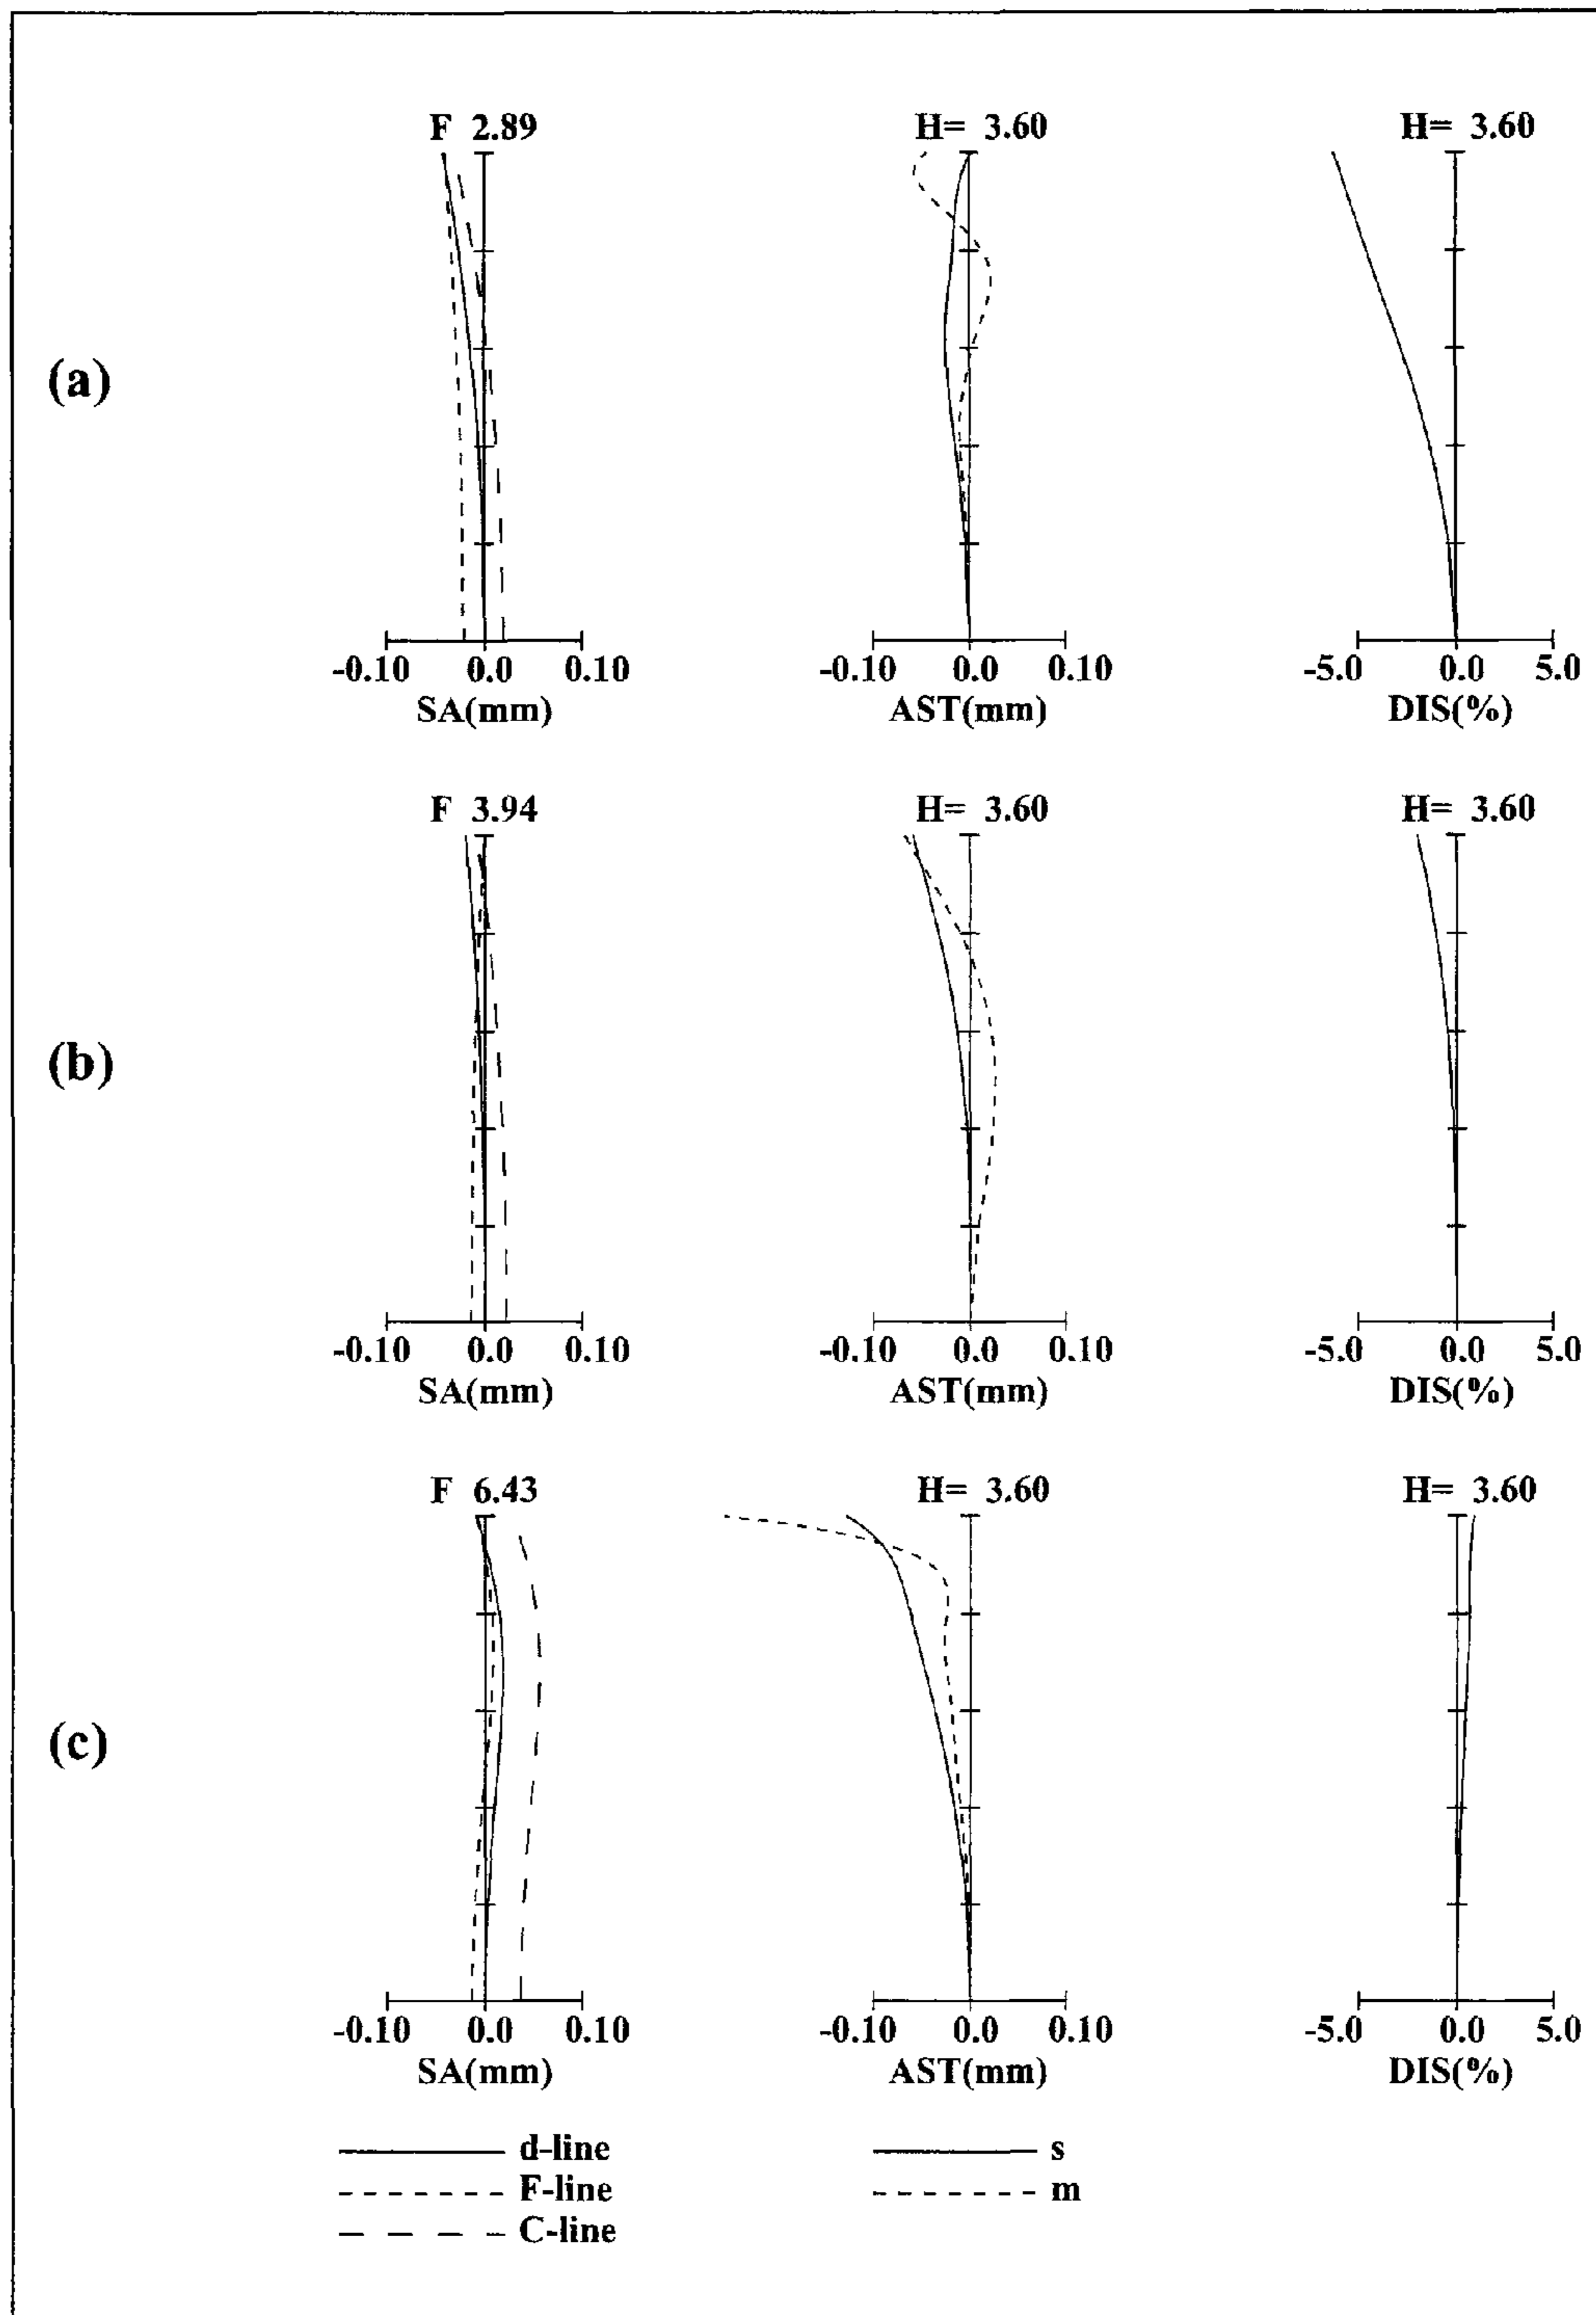 F 2.89 H= 3.60 H= 3.60
(a)
-0.10 0.0 0.10 -0.10 0.0 0.10 -5.0 0.0 5.0
SA(mm) AST(mm) DIS(%)
F 3.94 H= 3.60 H= 3.60
(b)
-0.10 0.0 0.10 -0.10 0.0 0.10 -5.0 0.0 5.0
SA(mm) AST(mm) DIS(%)
F 6.43 H= 3.60 H= 3.60
(c)
-0.10 0.0 0.10 -0.10 0.0 0.10 -5.0 0.0 5.0
SA(mm) AST(mm) DIS(%)
d-line s
F-line m
C-line